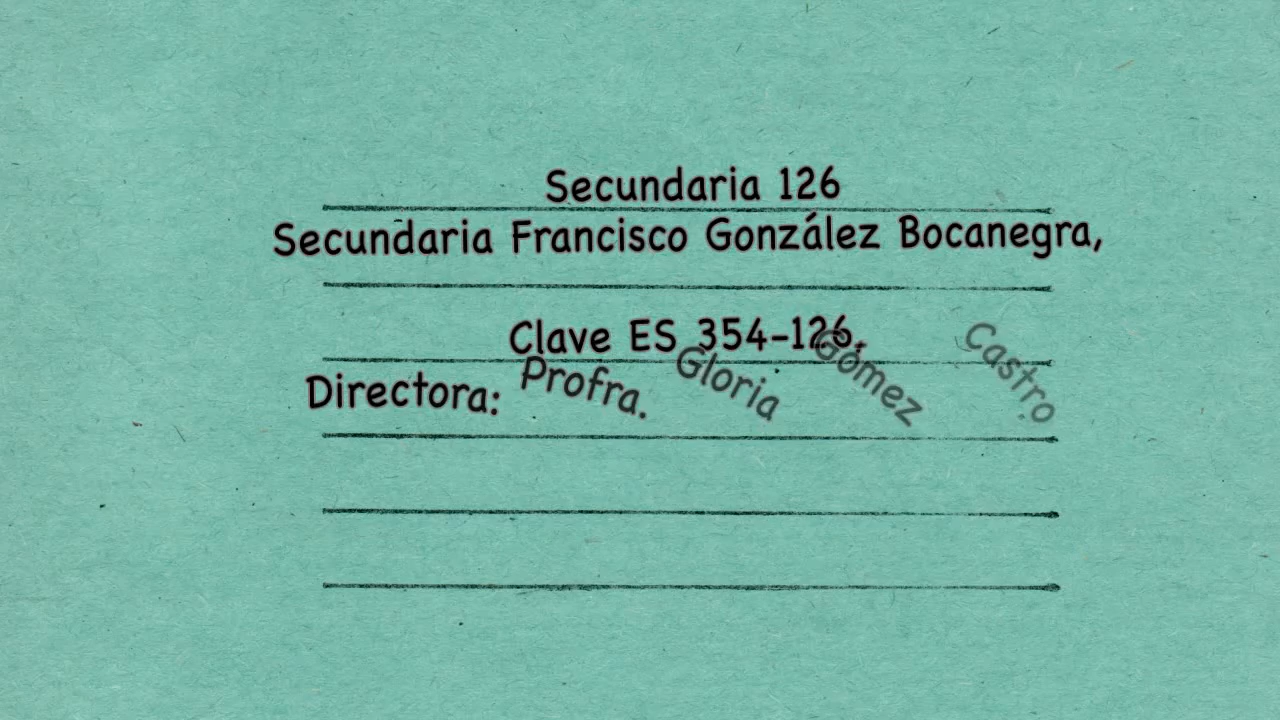 Secundaria 126
Secundaria Francisco González Bocanegra,
Clave ES 354-126.
Directora: Profra. Gloria Gómez Castro